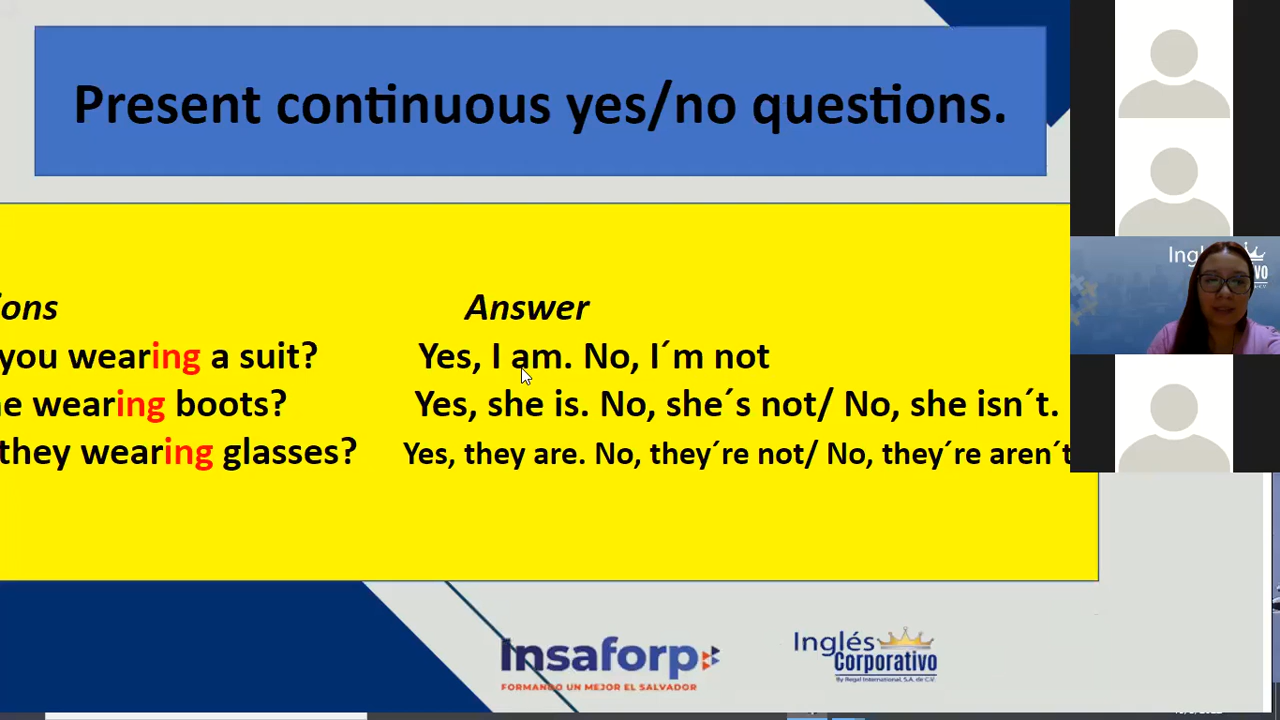 Present continuous yes/no questions.
ions Answer
you wearing a suit? Yes, I am. No, I´m not
ne wearing boots? Yes, she is. No, she´s not/ No, she isn´t.
they wearing glasses? Yes, they are. No, they´re not/ No, they´re aren´t
Insaforp
FORMANDO UN MEJOR EL SALVADOR
Inglés
Corporativo
By Regal International, S.A. de C.V.